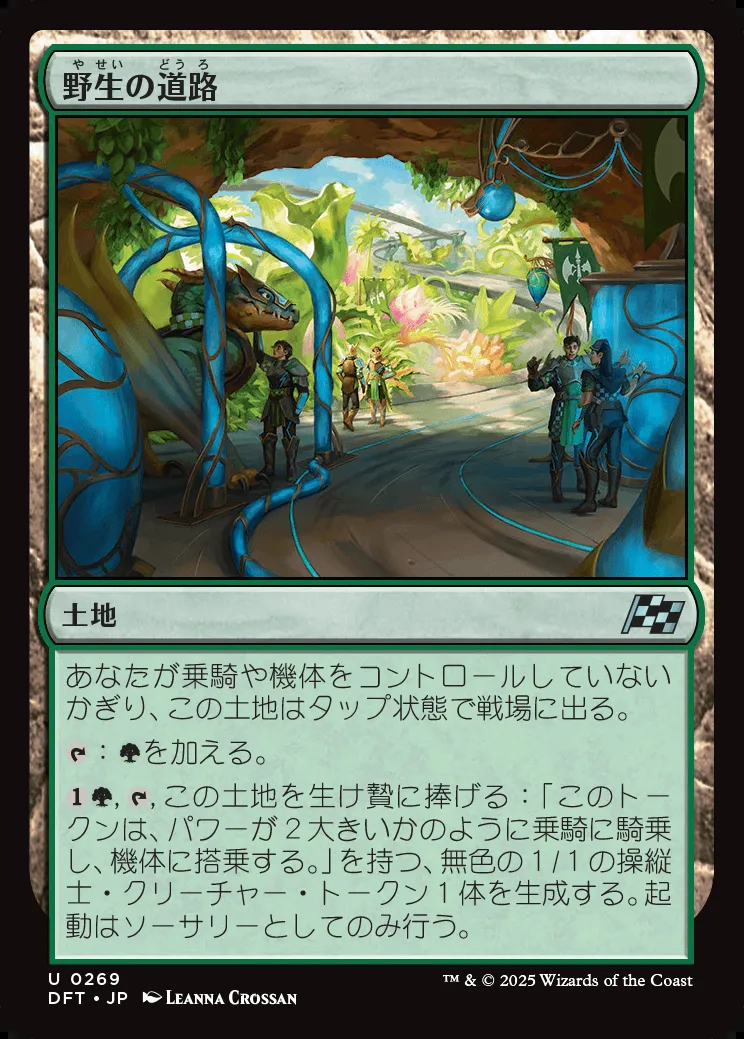 やせい どうろ
野生の道路
土地
あなたが乗騎や機体をコントロールしていない
かぎり、この土地はタップ状態で戦場に出る。
：を加える。
1, , この土地を生け贄に捧げる：「このトー
クンは、パワーが２大きいかのように乗騎に騎乗
し、機体に搭乗する。」を持つ、無色の１/１の操縦
士・クリーチャー・トークン１体を生成する。起
動はソーサリーとしてのみ行う。
U 0269
DFT • JP Leanna Crossan
™ & © 2025 Wizards of the Coast